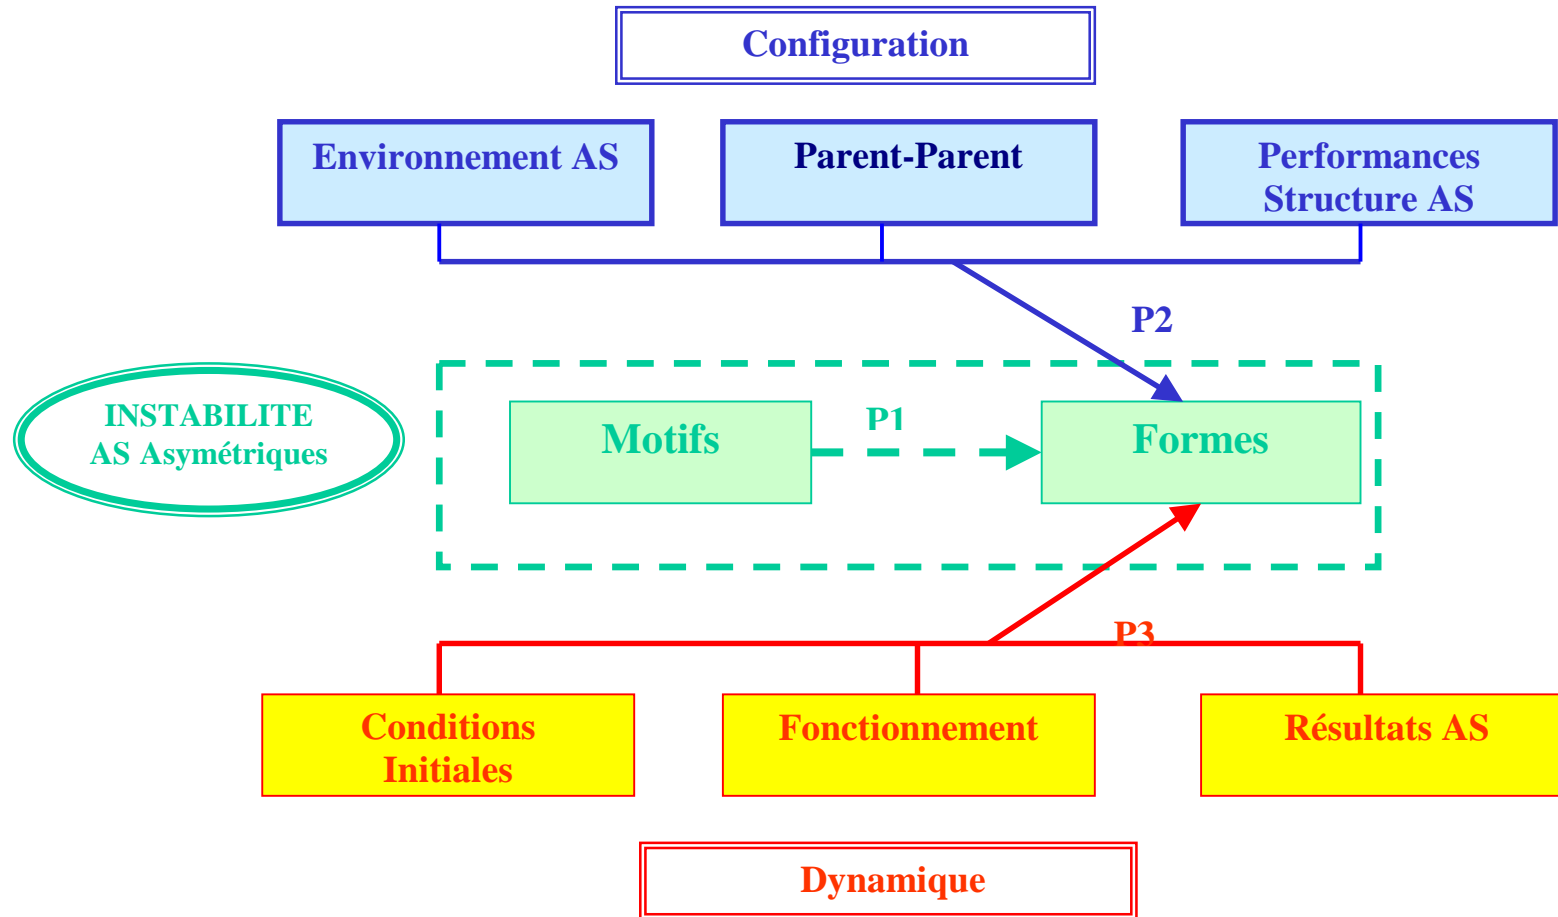 Configuration
Environnement AS
Parent-Parent
Performances
Structure AS
P2
INSTABILITE
AS Asymétriques
Motifs
P1
Formes
P3
Conditions
Initiales
Fonctionnement
Résultats AS
Dynamique